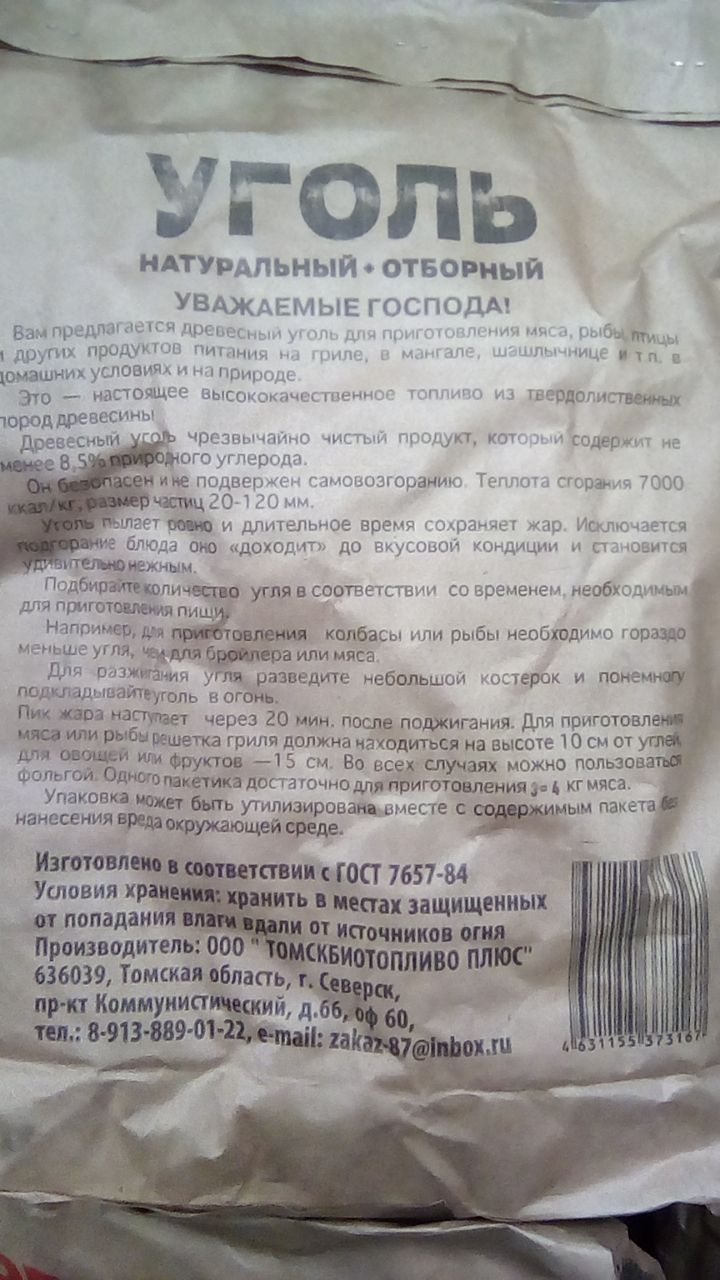 УГОЛЬ
НАТУРАЛЬНЫЙ • ОТБОРНЫЙ
УВАЖАЕМЫЕ ГОСПОДА!
Вам предлагается древесный уголь для приготовления мяса, рыбы, птицы
и других продуктов питания на гриле, в мангале, шашлычнице и т.п. в
домашних условиях и на природе.
Это — настоящее высококачественное топливо из твердолиственных
пород древесины
Древесный уголь чрезвычайно чистый продукт, который содержит не
менее 8,5% природного углерода.
Он безопасен и не подвержен самовозгоранию. Теплота сгорания 7000
ккал/кг, размер частиц 20-120 мм.
Уголь пылает ровно и длительное время сохраняет жар. Исключается
подгорание блюда оно «доходит» до вкусовой кондиции и становится
удивительно нежным.
Подбирайте количество угля в соответствии со временем, необходимым
для приготовления пищи.
Например, для приготовления колбасы или рыбы необходимо гораздо
меньше угля, чем для бройлера или мяса.
Для разжигания угля разведите небольшой костерок и понемногу
подкладывайте уголь в огонь.
Пик жара наступает через 20 мин. после поджигания. Для приготовления
мяса или рыбы решетка гриля должна находиться на высоте 10 см от углей,
для овощей или фруктов —15 см. Во всех случаях можно пользоваться
фольгой. Одного пакетика достаточно для приготовления 3-4 кг мяса.
Упаковка может быть утилизирована вместе с содержимым пакета без
нанесения вреда окружающей среде.
Изготовлено в соответствии с ГОСТ 7657-84
Условия хранения: хранить в местах защищенных
от попадания влаги вдали от источников огня
Производитель: ООО " ТОМСКБИОТОПЛИВО ПЛЮС"
636039, Томская область, г. Северск,
пр-кт Коммунистический, д.66, оф 60,
тел.: 8-913-889-01-22, e-mail: zakaz-87@inbox.ru
4631155373167